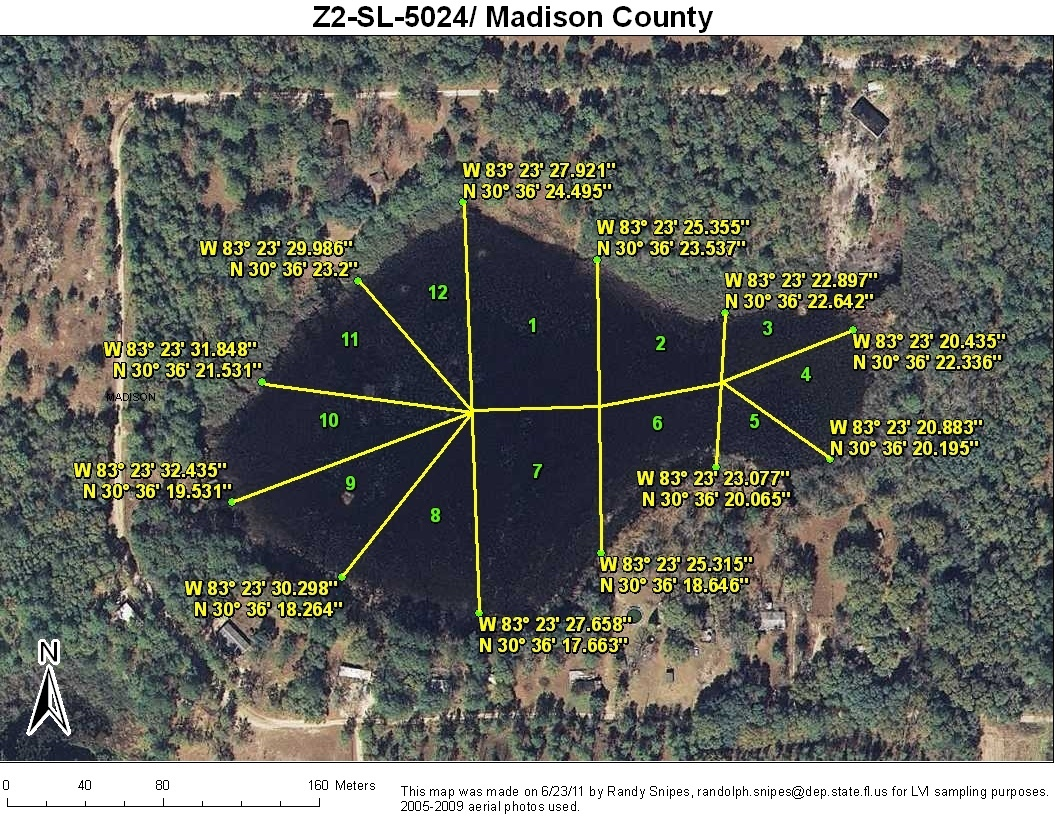 Z2-SL-5024/ Madison County
W 83° 23' 27.921"
N 30° 36' 24.495"
W 83° 23' 25.355"
N 30° 36' 23.537"
W 83° 23' 29.986"
N 30° 36' 23.2"
W 83° 23' 22.897"
N 30° 36' 22.642"
12
1
2
3
11
W 83° 23' 20.435"
N 30° 36' 22.336"
W 83° 23' 31.848"
N 30° 36' 21.531"
4
MADISON
10
6
5
W 83° 23' 20.883"
N 30° 36' 20.195"
W 83° 23' 32.435"
N 30° 36' 19.531"
9
7
W 83° 23' 23.077"
N 30° 36' 20.065"
8
W 83° 23' 25.315"
N 30° 36' 18.646"
W 83° 23' 30.298"
N 30° 36' 18.264"
W 83° 23' 27.658"
N 30° 36' 17.663"
N
0 40 80 160 Meters
This map was made on 6/23/11 by Randy Snipes, randolph.snipes@dep.state.fl.us for LVI sampling purposes.
2005-2009 aerial photos used.